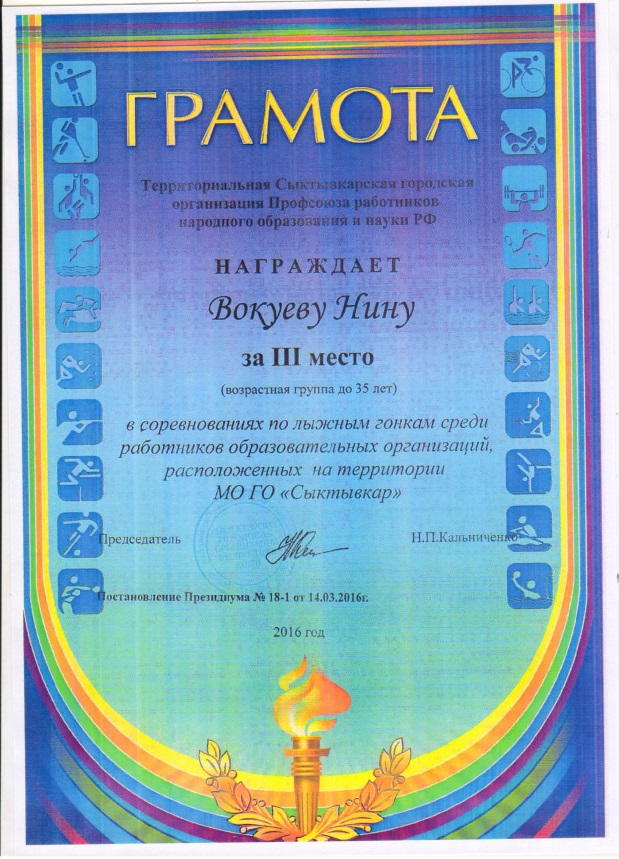 ГРАМОТА
Территориальная Сыктывкарская городская
организация Профсоюза работников
народного образования и науки РФ
НАГРАЖДАЕТ
Вокуеву Нину
за III место
(возрастная группа до 35 лет)
в соревнованиях по лыжным гонкам среди
работников образовательных организаций,
расположенных на территории
МО ГО «Сыктывкар»
Председатель Н.П.Кальниченко
Постановление Президиума № 18-1 от 14.03.2016г.
2016 год